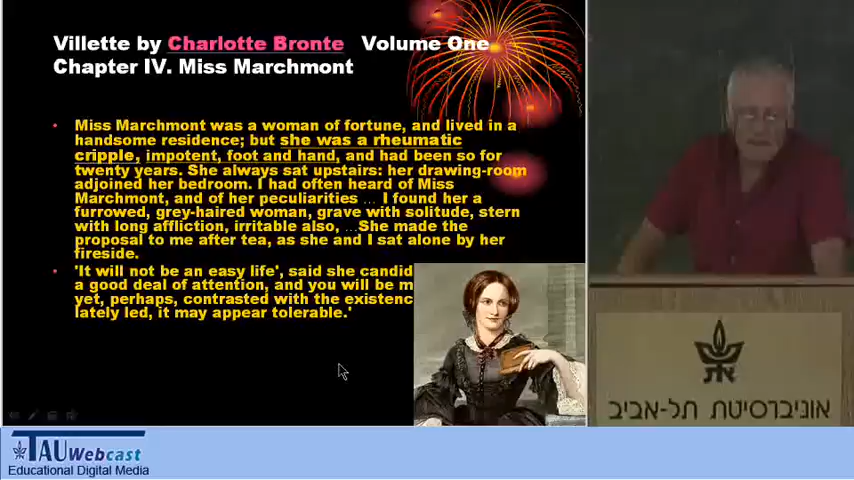 Villette by Charlotte Bronte Volume One
Chapter IV. Miss Marchmont
• Miss Marchmont was a woman of fortune, and lived in a
handsome residence; but she was a rheumatic
cripple, impotent, foot and hand, and had been so for
twenty years. She always sat upstairs: her drawing-room
adjoined her bedroom. I had often heard of Miss
Marchmont, and of her peculiarities ... I found her a
furrowed, grey-haired woman, grave with solitude, stern
with long affliction, irritable also, ...She made the
proposal to me after tea, as she and I sat alone by her
fireside.
• 'It will not be an easy life', said she candid
a good deal of attention, and you will be m
yet, perhaps, contrasted with the existenc
lately led, it may appear tolerable.'
אוניברסיטת תל-אביב
TAU Webcast
Educational Digital Media